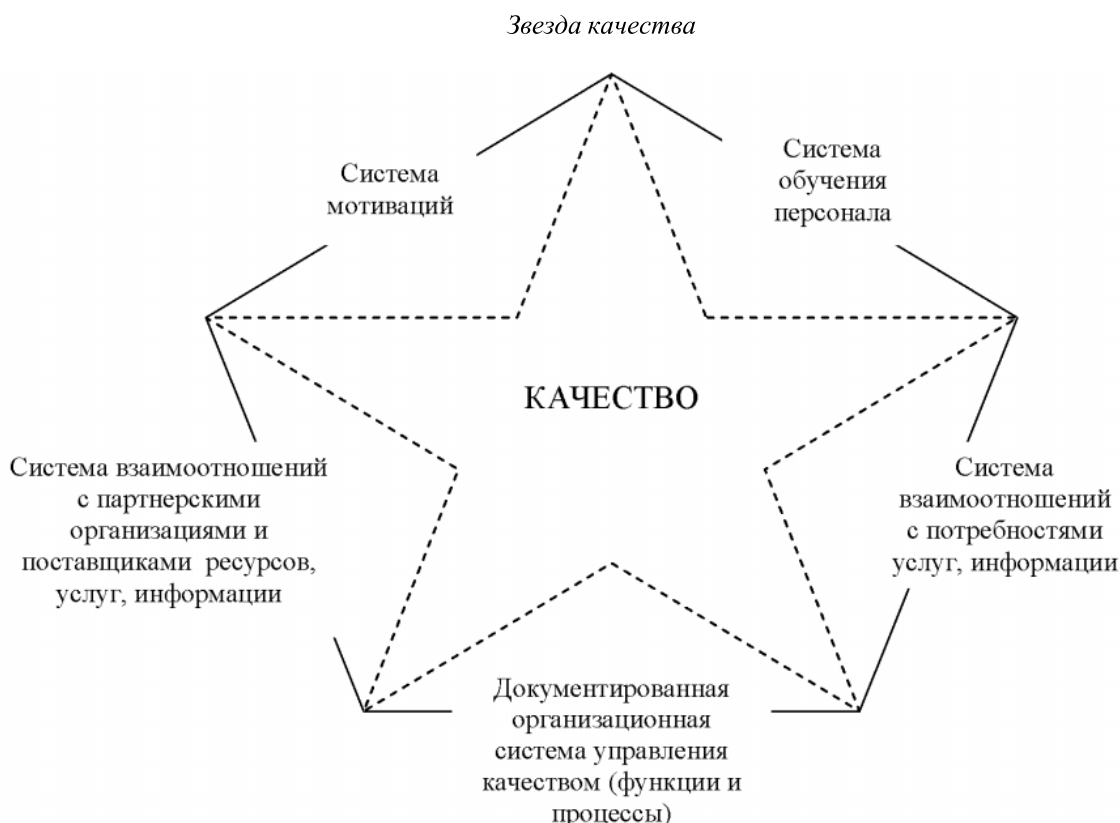 Звезда качества
Система
мотиваций
Система
обучения
персонала
КАЧЕСТВО
Система взаимоотношений
с партнерскими
организациями и
поставщиками ресурсов,
услуг, информации
Система
взаимоотношений
с потребностями
услуг, информации
Документированная
организационная
система управления
качеством (функции и
процессы)